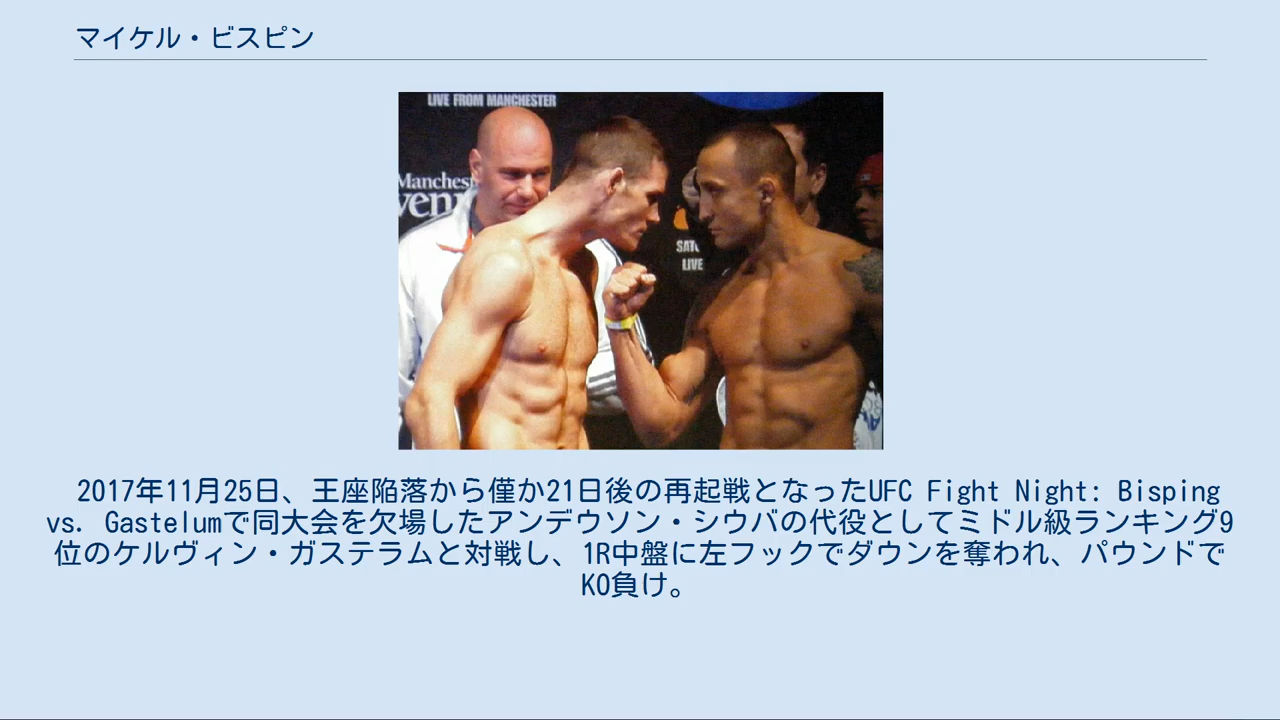 マイケル・ビスピン
LIVE FROM MANCHESTER
SAT
LIVE
2017年11月25日、王座陥落から僅か21日後の再起戦となったUFC Fight Night: Bisping
vs. Gastelumで同大会を欠場したアンデウソン・シウバの代役としてミドル級ランキング9
位のケルヴィン・ガステラムと対戦し、1R中盤に左フックでダウンを奪われ、パウンドで
KO負け。